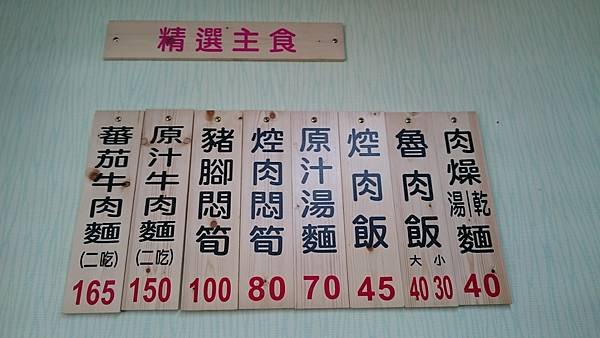 精選主食
肉燥湯|乾麵 40
魯肉飯 大小 40 30
焢肉飯 45
原汁湯麵 70
焢肉悶筍 80
豬腳悶筍 100
原汁牛肉麵(二吃) 150
蕃茄牛肉麵(二吃) 165